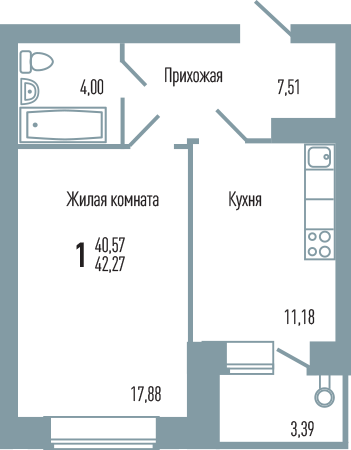 4,00
Прихожая
7,51
Жилая комната
Кухня
1
40,57
42,27
11,18
17,88
3,39